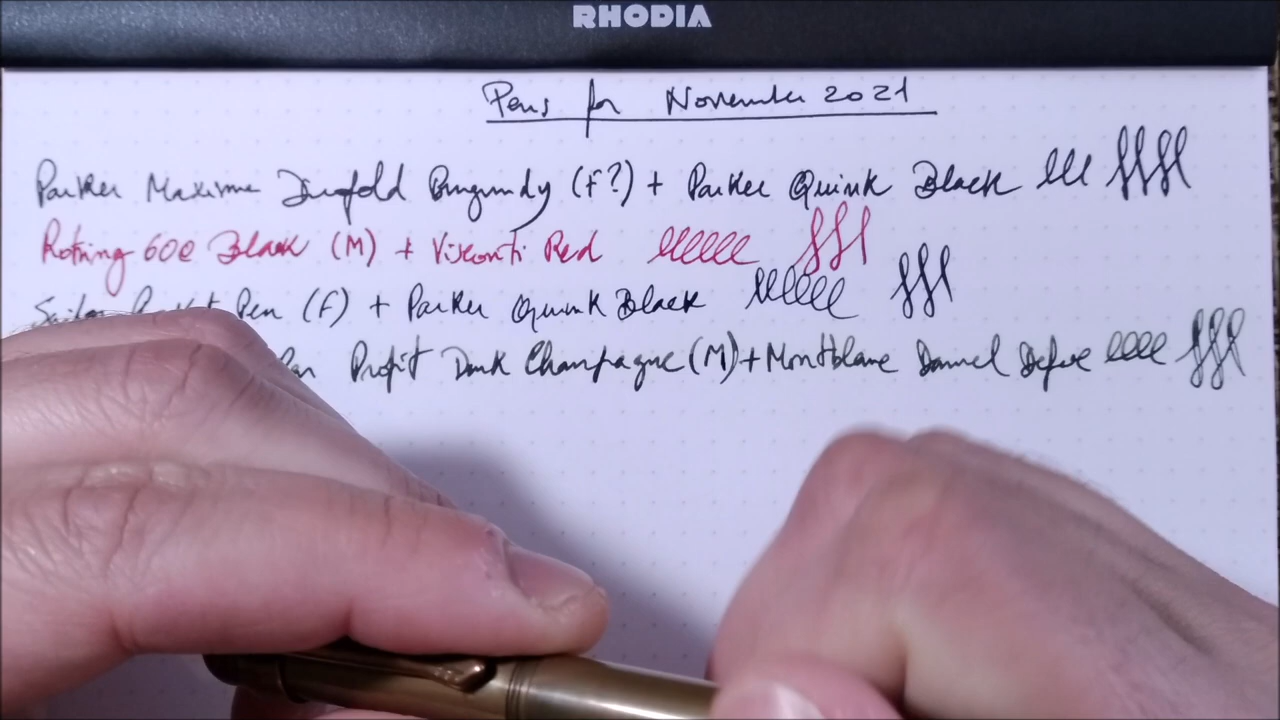 RHODIA
Pens for November 2021
Parker Maxima Duofold Burgundy (F?) + Parker Quink Black
Rotring 600 Black (M) + Visconti Red
Pen (F) + Parker Quink Black
Profit Dark Champagne (M) + Montblanc Daniel Defoe